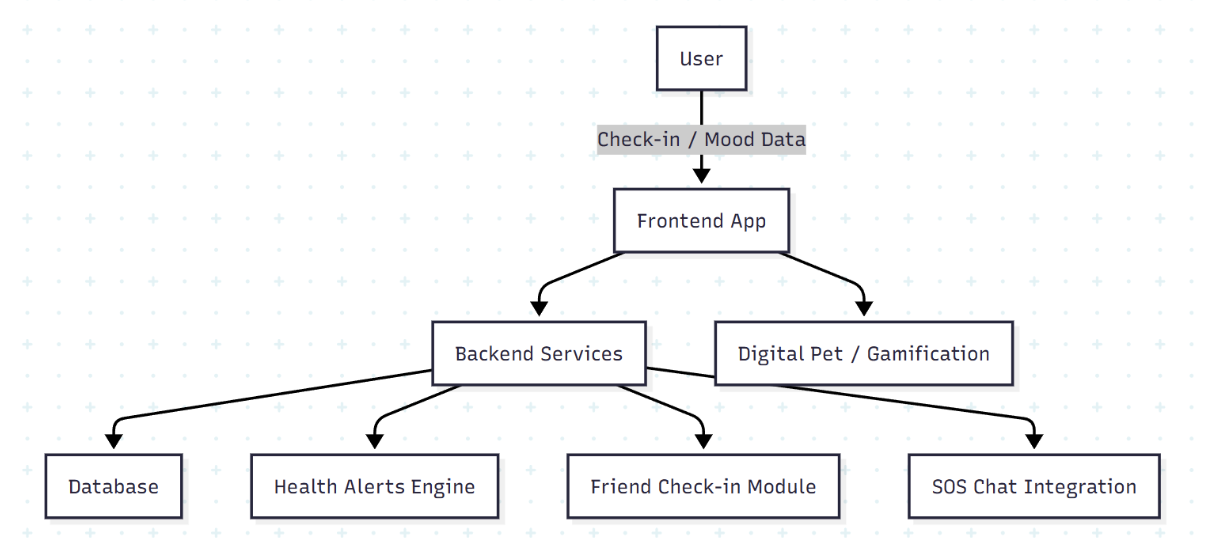 User
Check-in / Mood Data
Frontend App
Backend Services
Digital Pet / Gamification
Database
Health Alerts Engine
Friend Check-in Module
SOS Chat Integration